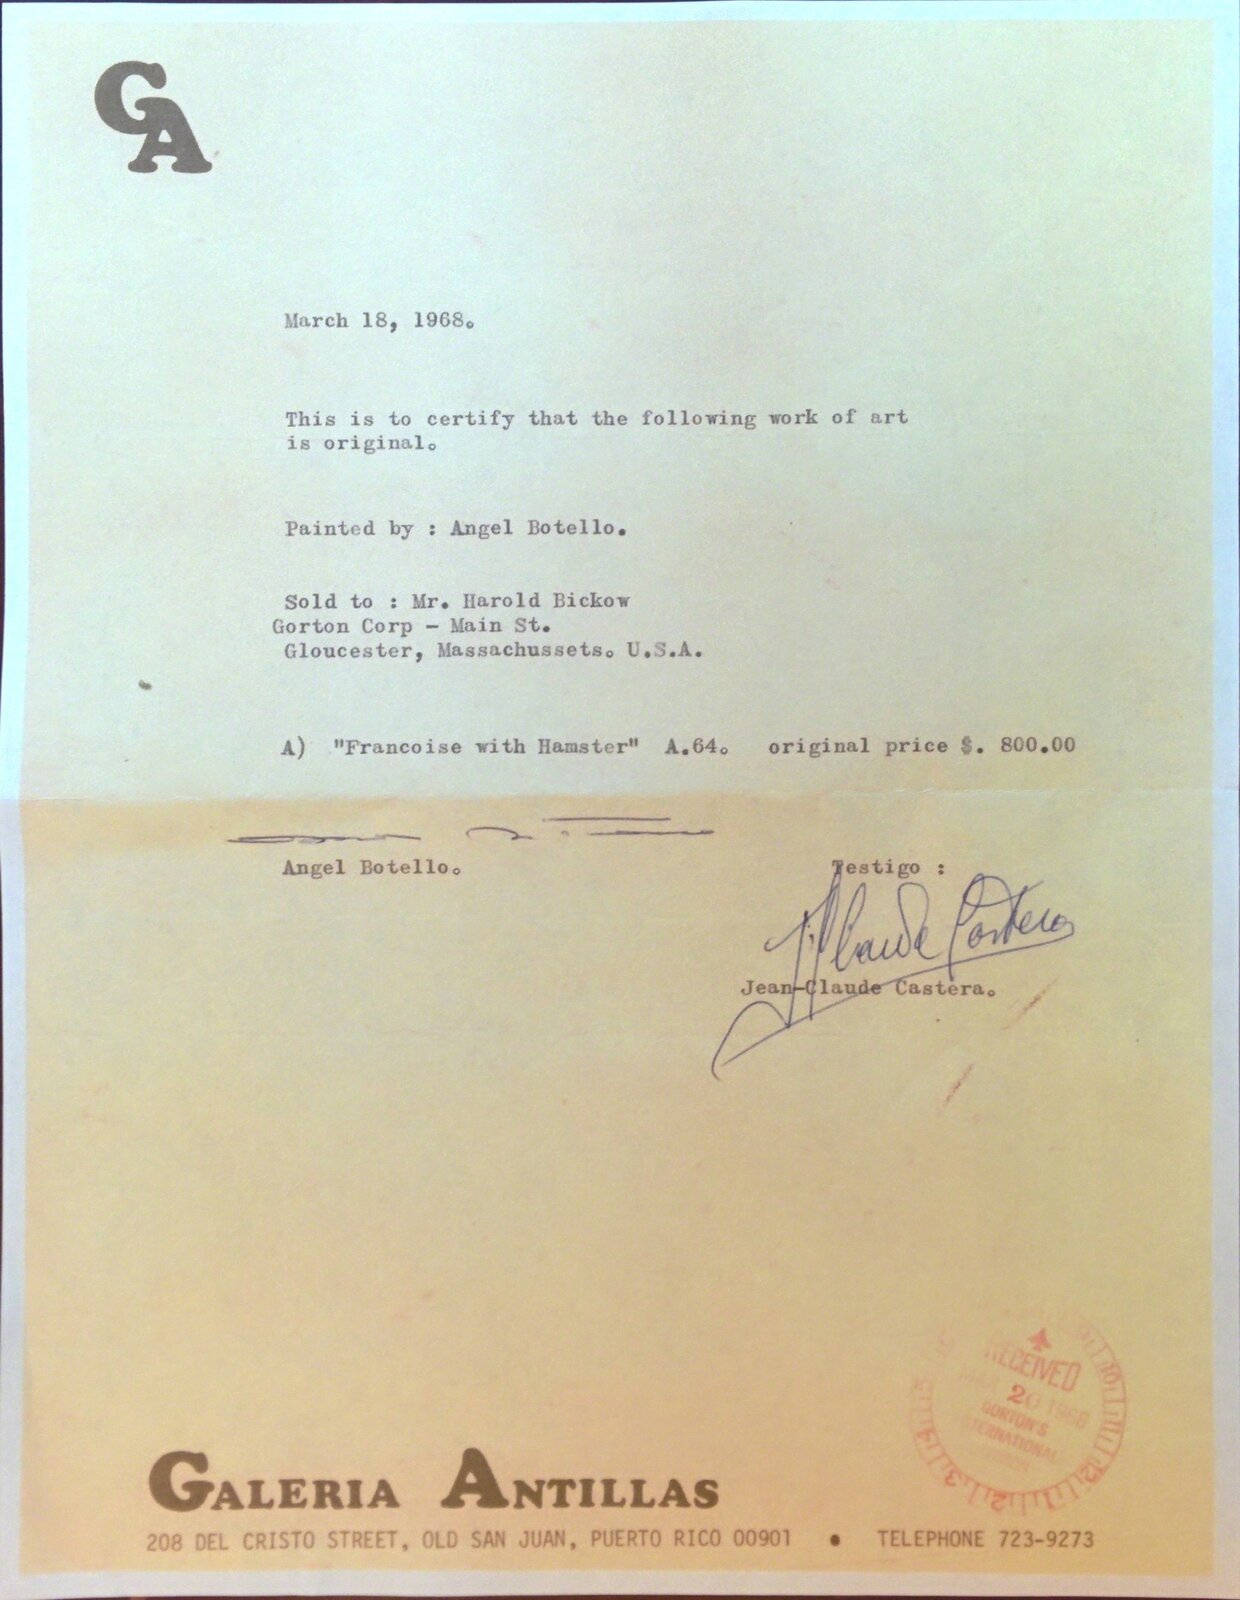 GA
March 18, 1968.
This is to certify that the following work of art
is original.
Painted by : Angel Botello.
Sold to : Mr. Harold Bickow
Gorton Corp - Main St.
Gloucester, Massachussets. U.S.A.
A) "Francoise with Hamster" A.64. original price $. 800.00
Angel Botello.
Testigo :
J Claude Castera
Jean-Claude Castera.
RECEIVED
20 1968
GORTON'S
GALERIA ANTILLAS
208 DEL CRISTO STREET, OLD SAN JUAN, PUERTO RICO 00901 • TELEPHONE 723-9273